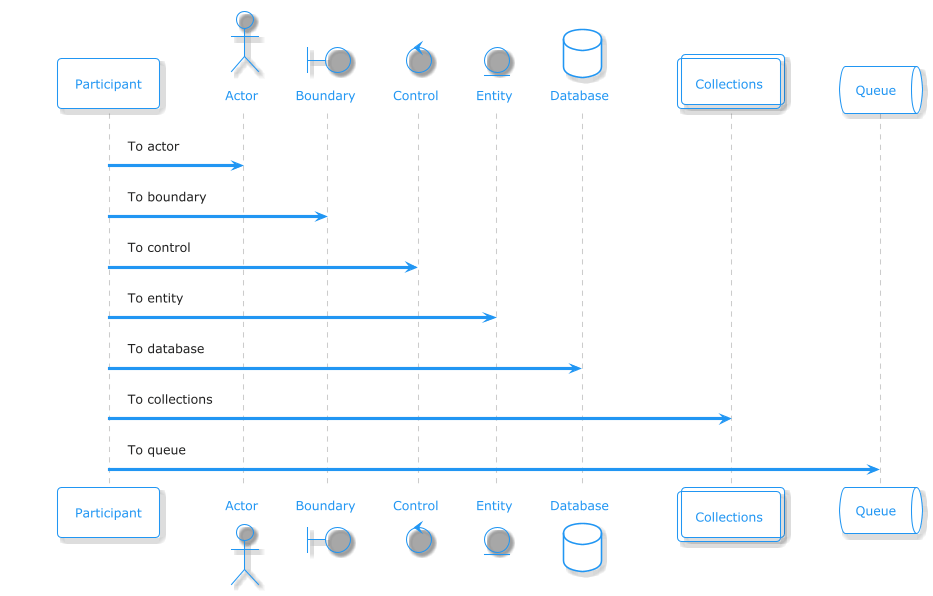 Participant
Actor
Boundary
Control
Entity
Database
Collections
Queue
To actor
To boundary
To control
To entity
To database
To collections
To queue
Participant
Actor
Boundary
Control
Entity
Database
Collections
Queue